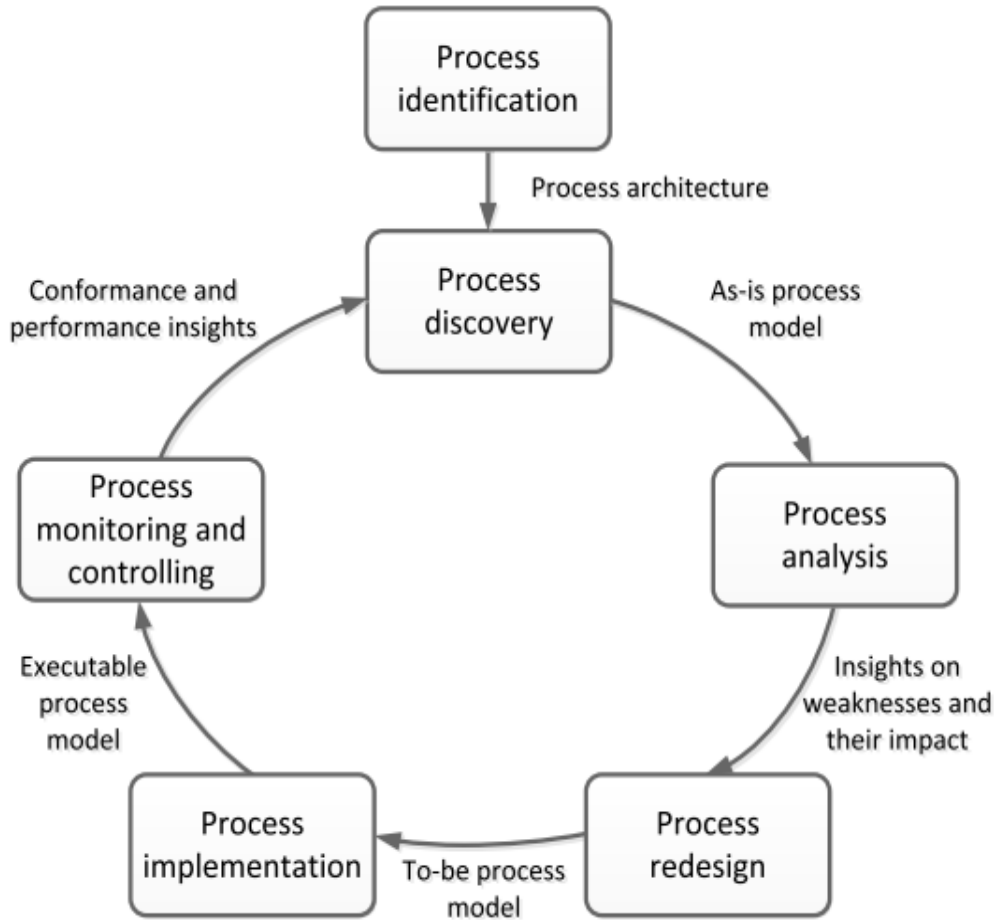 Process
identification
Process architecture
Process
discovery
Conformance and
performance insights
As-is process
model
Process
monitoring and
controlling
Process
analysis
Executable
process
model
Insights on
weaknesses and
their impact
Process
implementation
To-be process
model
Process
redesign